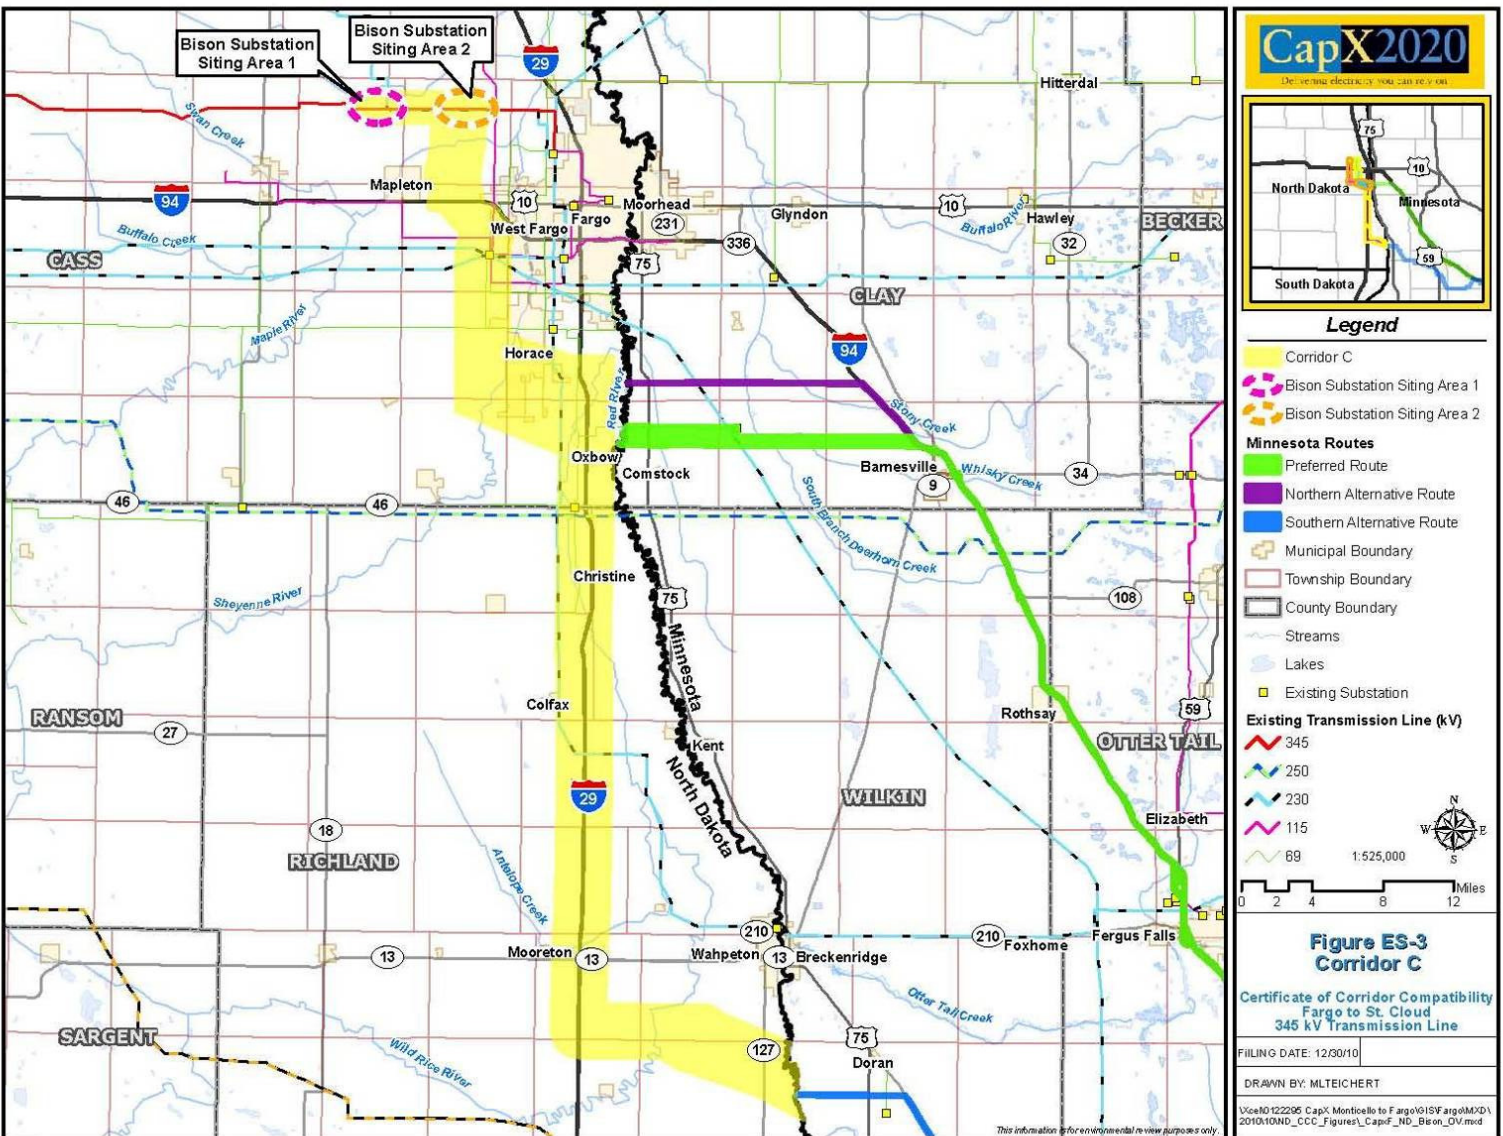 Bison Substation
Siting Area 1
Bison Substation
Siting Area 2
29
Hitterdal
Swan Creek
Mapleton
94
10
Moorhead
Fargo
231
West Fargo
Glyndon
10
Buffalo River
Hawley
BECKER
32
336
Buffalo Creek
CASS
75
CLAY
Maple River
Horace
94
Red River
Stony Creek
Oxbow
Comstock
Barnesville
Whisky Creek
34
9
46
46
South Branch Deerhorn Creek
Christine
75
Sheyenne River
108
Minnesota
Colfax
RANSOM
27
Rothsay
59
Kent
OTTER TAIL
North Dakota
29
WILKIN
Elizabeth
18
RICHLAND
Antelope Creek
210
210
Foxhome
Fergus Falls
13
Mooreton
13
Wahpeton
13
Breckenridge
Otter Tail Creek
SARGENT
Wild Rice River
127
75
Doran
This information is for environmental review purposes only.
CapX2020
Delivering electricity you can rely on
75
10
North Dakota
Minnesota
59
South Dakota
Legend
Corridor C
Bison Substation Siting Area 1
Bison Substation Siting Area 2
Minnesota Routes
Preferred Route
Northern Alternative Route
Southern Alternative Route
Municipal Boundary
Township Boundary
County Boundary
Streams
Lakes
Existing Substation
Existing Transmission Line (kV)
345
250
230
115
69
N
W
E
S
1:525,000
Miles
0 2 4 8 12
Figure ES-3
Corridor C
Certificate of Corridor Compatibility
Fargo to St. Cloud
345 kV Transmission Line
FIILING DATE: 12/30/10
DRAWN BY: MLTEICHERT